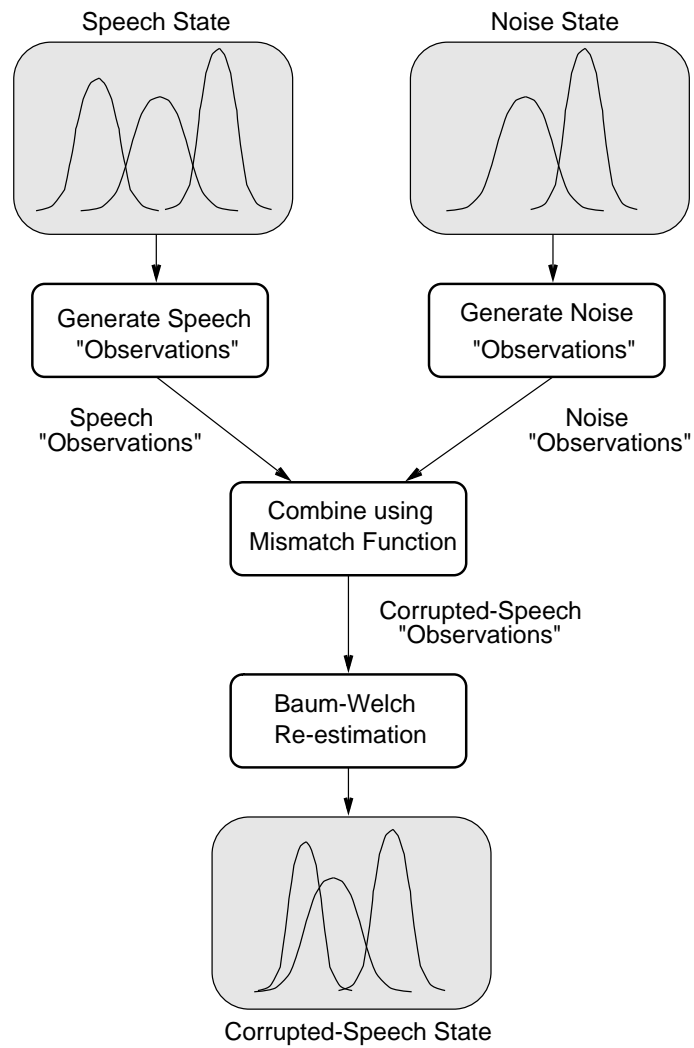 Speech State
Noise State
Generate Speech
"Observations"
Generate Noise
"Observations"
Speech
"Observations"
Noise
"Observations"
Combine using
Mismatch Function
Corrupted-Speech
"Observations"
Baum-Welch
Re-estimation
Corrupted-Speech State